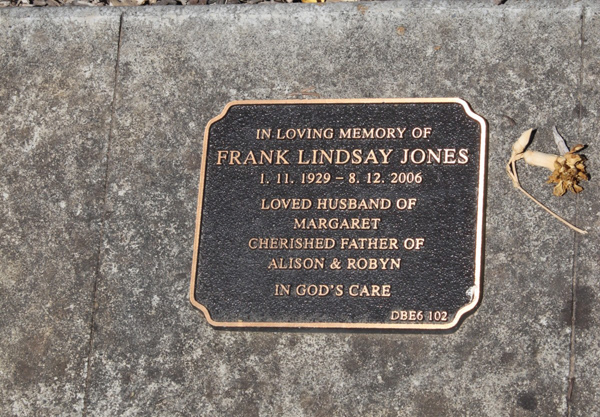 IN LOVING MEMORY OF
FRANK LINDSAY JONES
1. 11. 1929 – 8. 12. 2006
LOVED HUSBAND OF
MARGARET
CHERISHED FATHER OF
ALISON & ROBYN
IN GOD'S CARE
DBE6 102